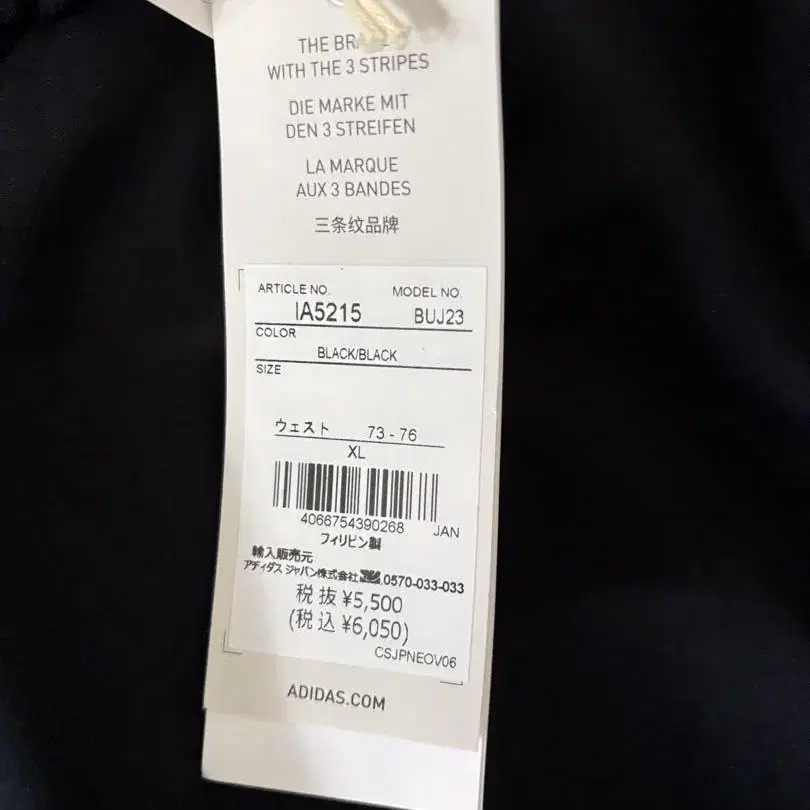 THE BRAND
WITH THE 3 STRIPES
DIE MARKE MIT
DEN 3 STREIFEN
LA MARQUE
AUX 3 BANDES
三条纹品牌
ARTICLE NO. MODEL NO.
IA5215 BUJ23
COLOR
BLACK/BLACK
SIZE
ウェスト 73 - 76
XL
4066754390268 JAN
フィリピン製
輸入販売元
アディダス ジャパン株式会社 0570-033-033
税抜 ¥5,500
(税込 ¥6,050)
CSJPNEOV06
ADIDAS.COM